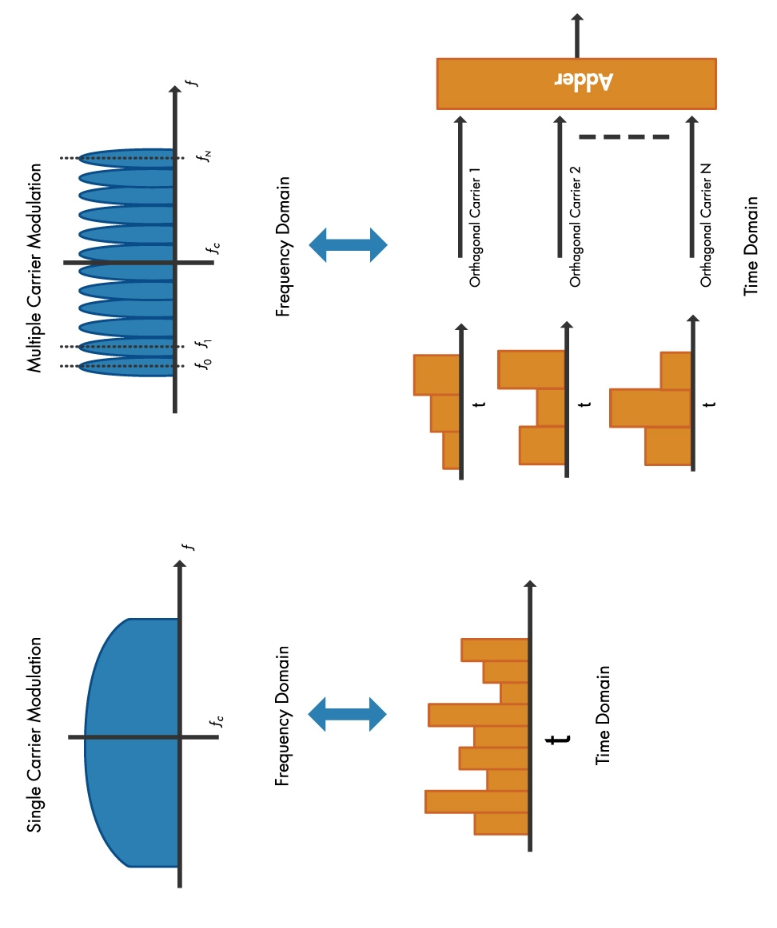 Single Carrier Modulation
f
f_c
Frequency Domain
t
Time Domain
Multiple Carrier Modulation
f
f_0
f_1
f_c
f_N
Frequency Domain
t
Orthogonal Carrier 1
t
Orthogonal Carrier 2
t
Orthogonal Carrier N
Adder
Time Domain